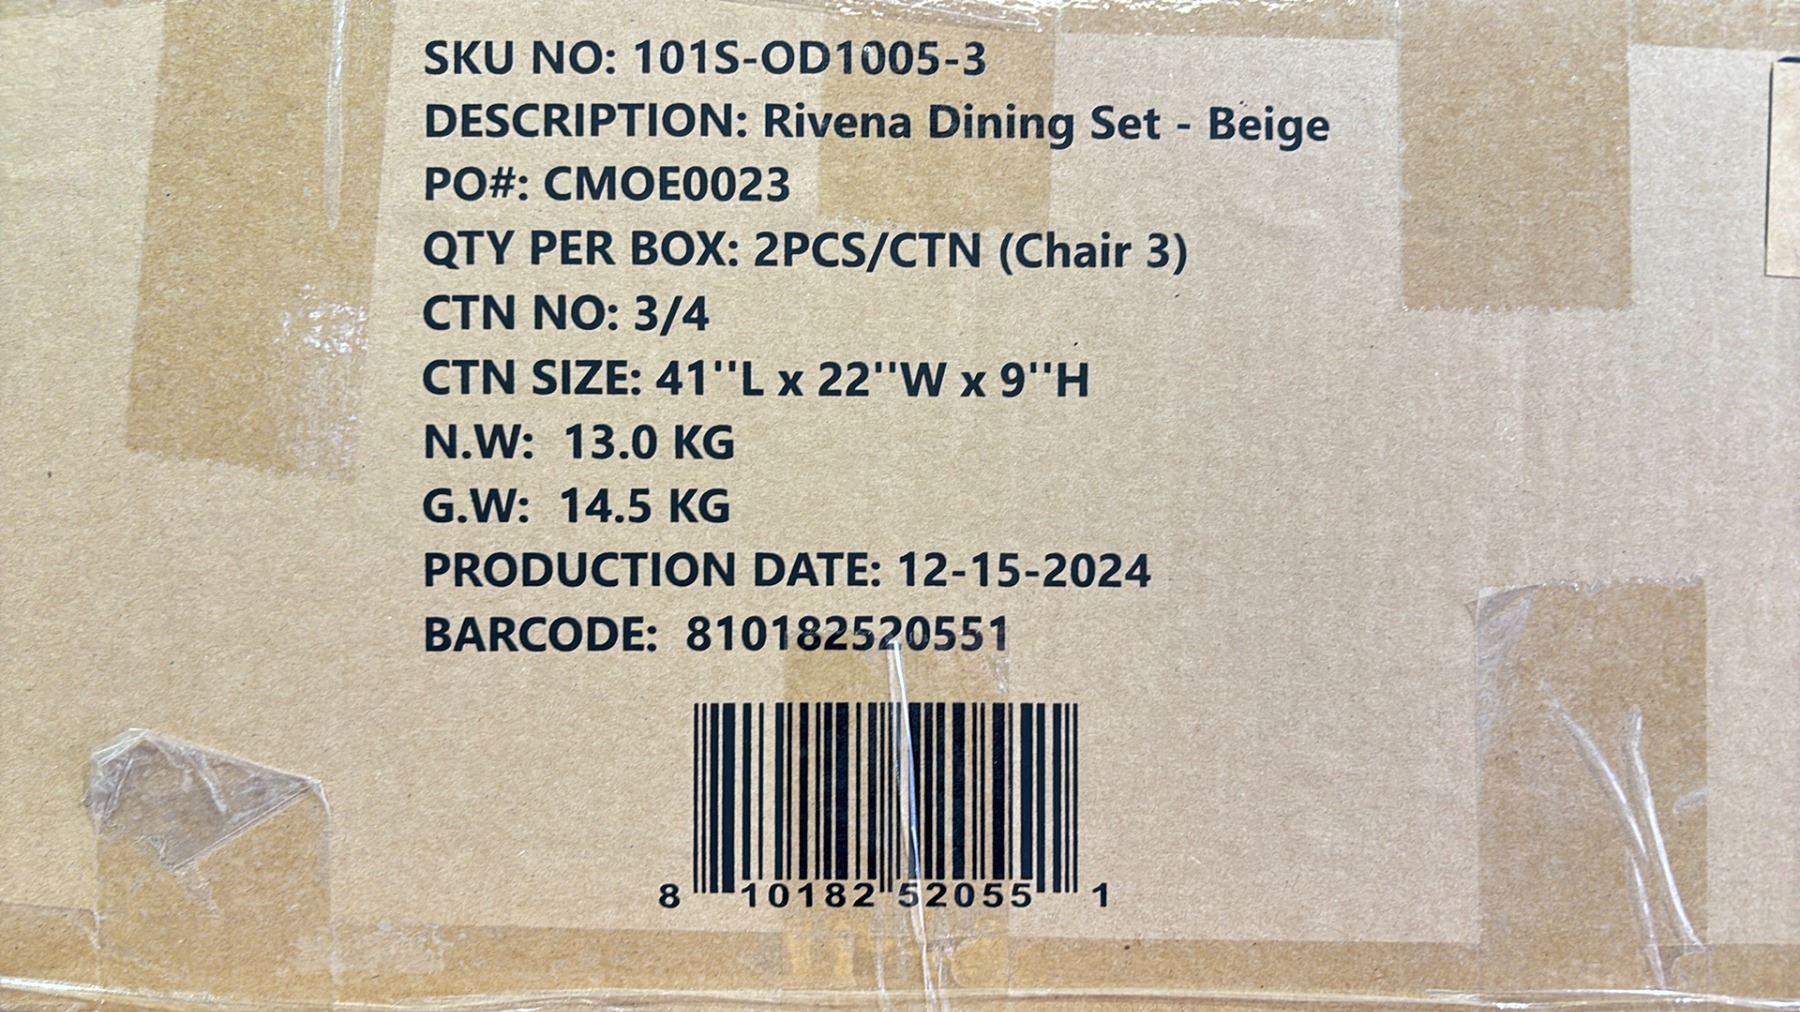 SKU NO: 101S-OD1005-3
DESCRIPTION: Rivena Dining Set - Beige
PO#: CMOE0023
QTY PER BOX: 2PCS/CTN (Chair 3)
CTN NO: 3/4
CTN SIZE: 41''L x 22''W x 9''H
N.W:  13.0 KG
G.W:  14.5 KG
PRODUCTION DATE: 12-15-2024
BARCODE:  810182520551
8 10182 52055 1